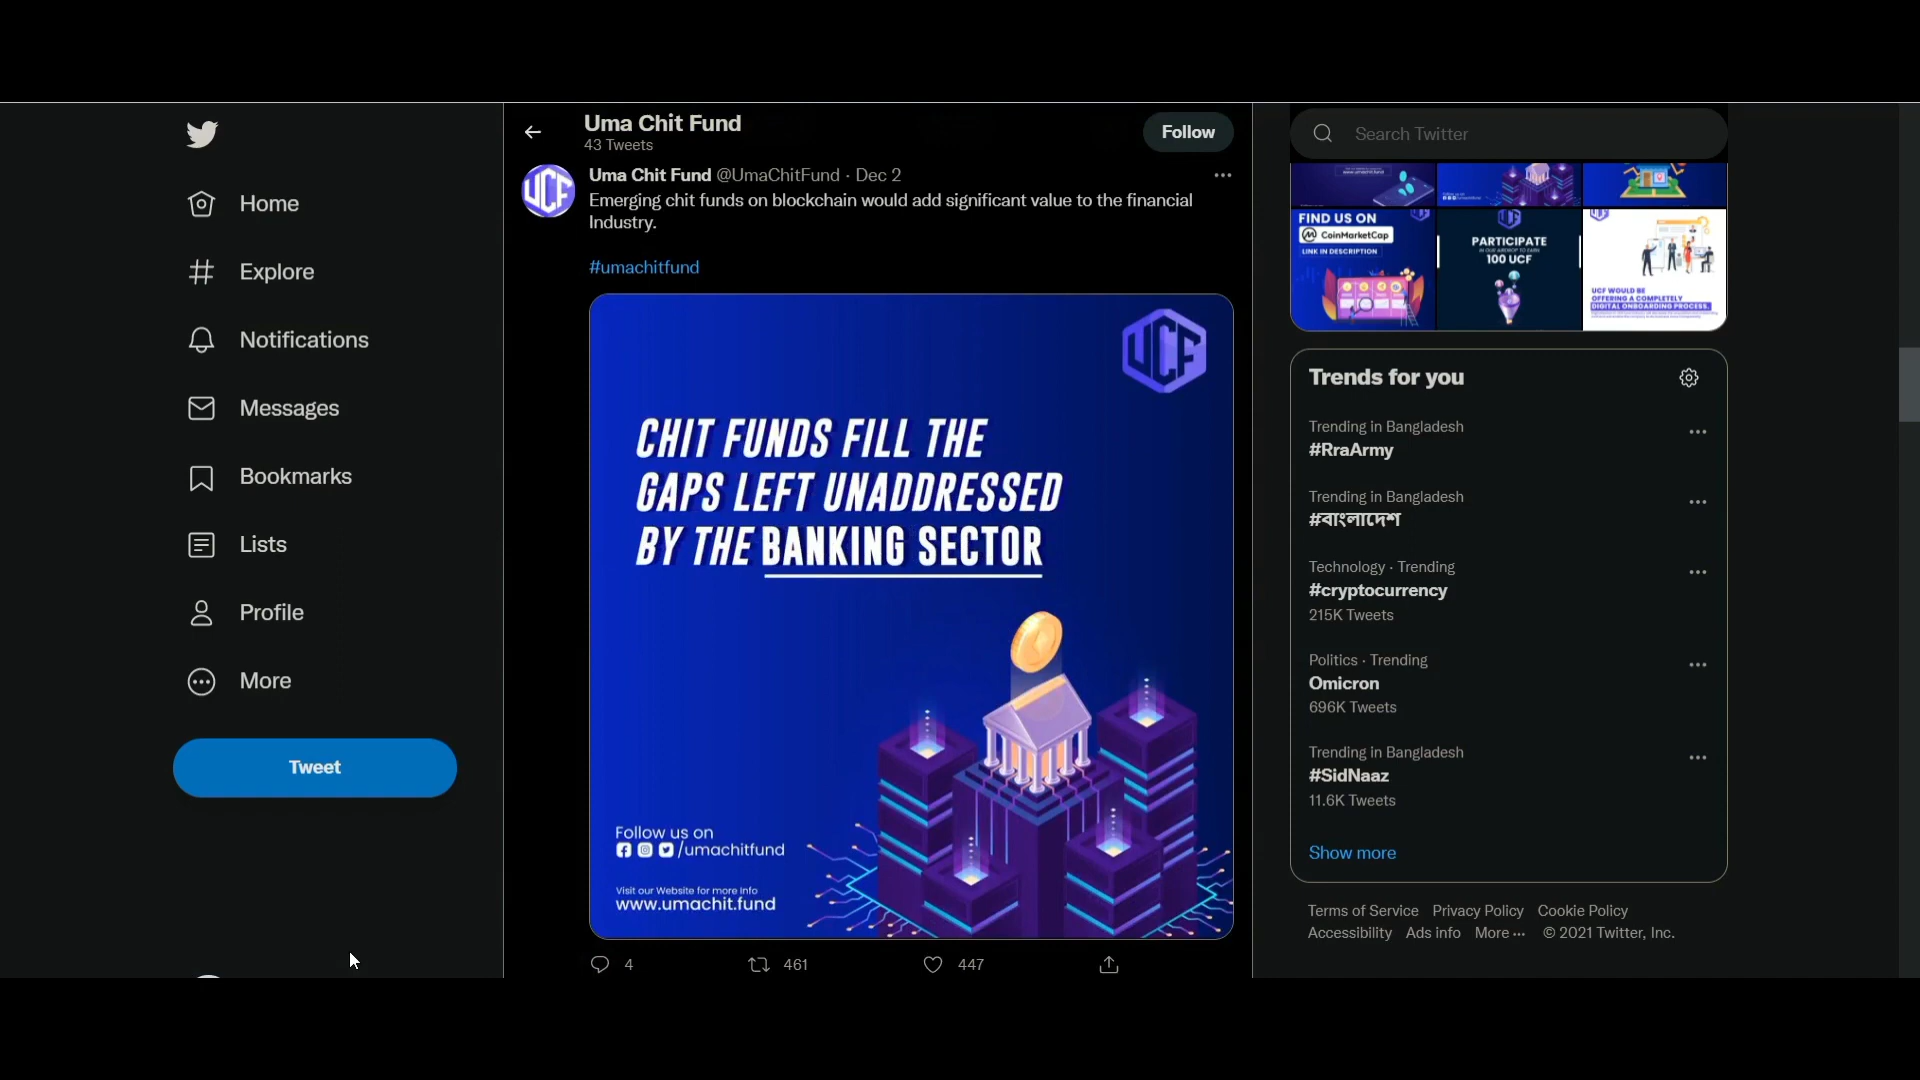 Home
Explore
Notifications
Messages
Bookmarks
Lists
Profile
More
Tweet
Uma Chit Fund
43 Tweets
Follow
UCF
Uma Chit Fund @UmaChitFund · Dec 2
Emerging chit funds on blockchain would add significant value to the financial
Industry.
#umachitfund
UCF
CHIT FUNDS FILL THE
GAPS LEFT UNADDRESSED
BY THE BANKING SECTOR
Follow us on
/umachitfund
Visit our Website for more info
www.umachit.fund
4
461
447
Search Twitter
FIND US ON
CoinMarketCap
LINK IN DESCRIPTION
PARTICIPATE
100 UCF
UCF WOULD BE
OFFERING A COMPLETELY
DIGITAL ONBOARDING PROCESS.
Trends for you
Trending in Bangladesh
#RraArmy
Trending in Bangladesh
#বাংলাদেশ
Technology · Trending
#cryptocurrency
215K Tweets
Politics · Trending
Omicron
696K Tweets
Trending in Bangladesh
#SidNaaz
11.6K Tweets
Show more
Terms of Service Privacy Policy Cookie Policy
Accessibility Ads info More ··· © 2021 Twitter, Inc.